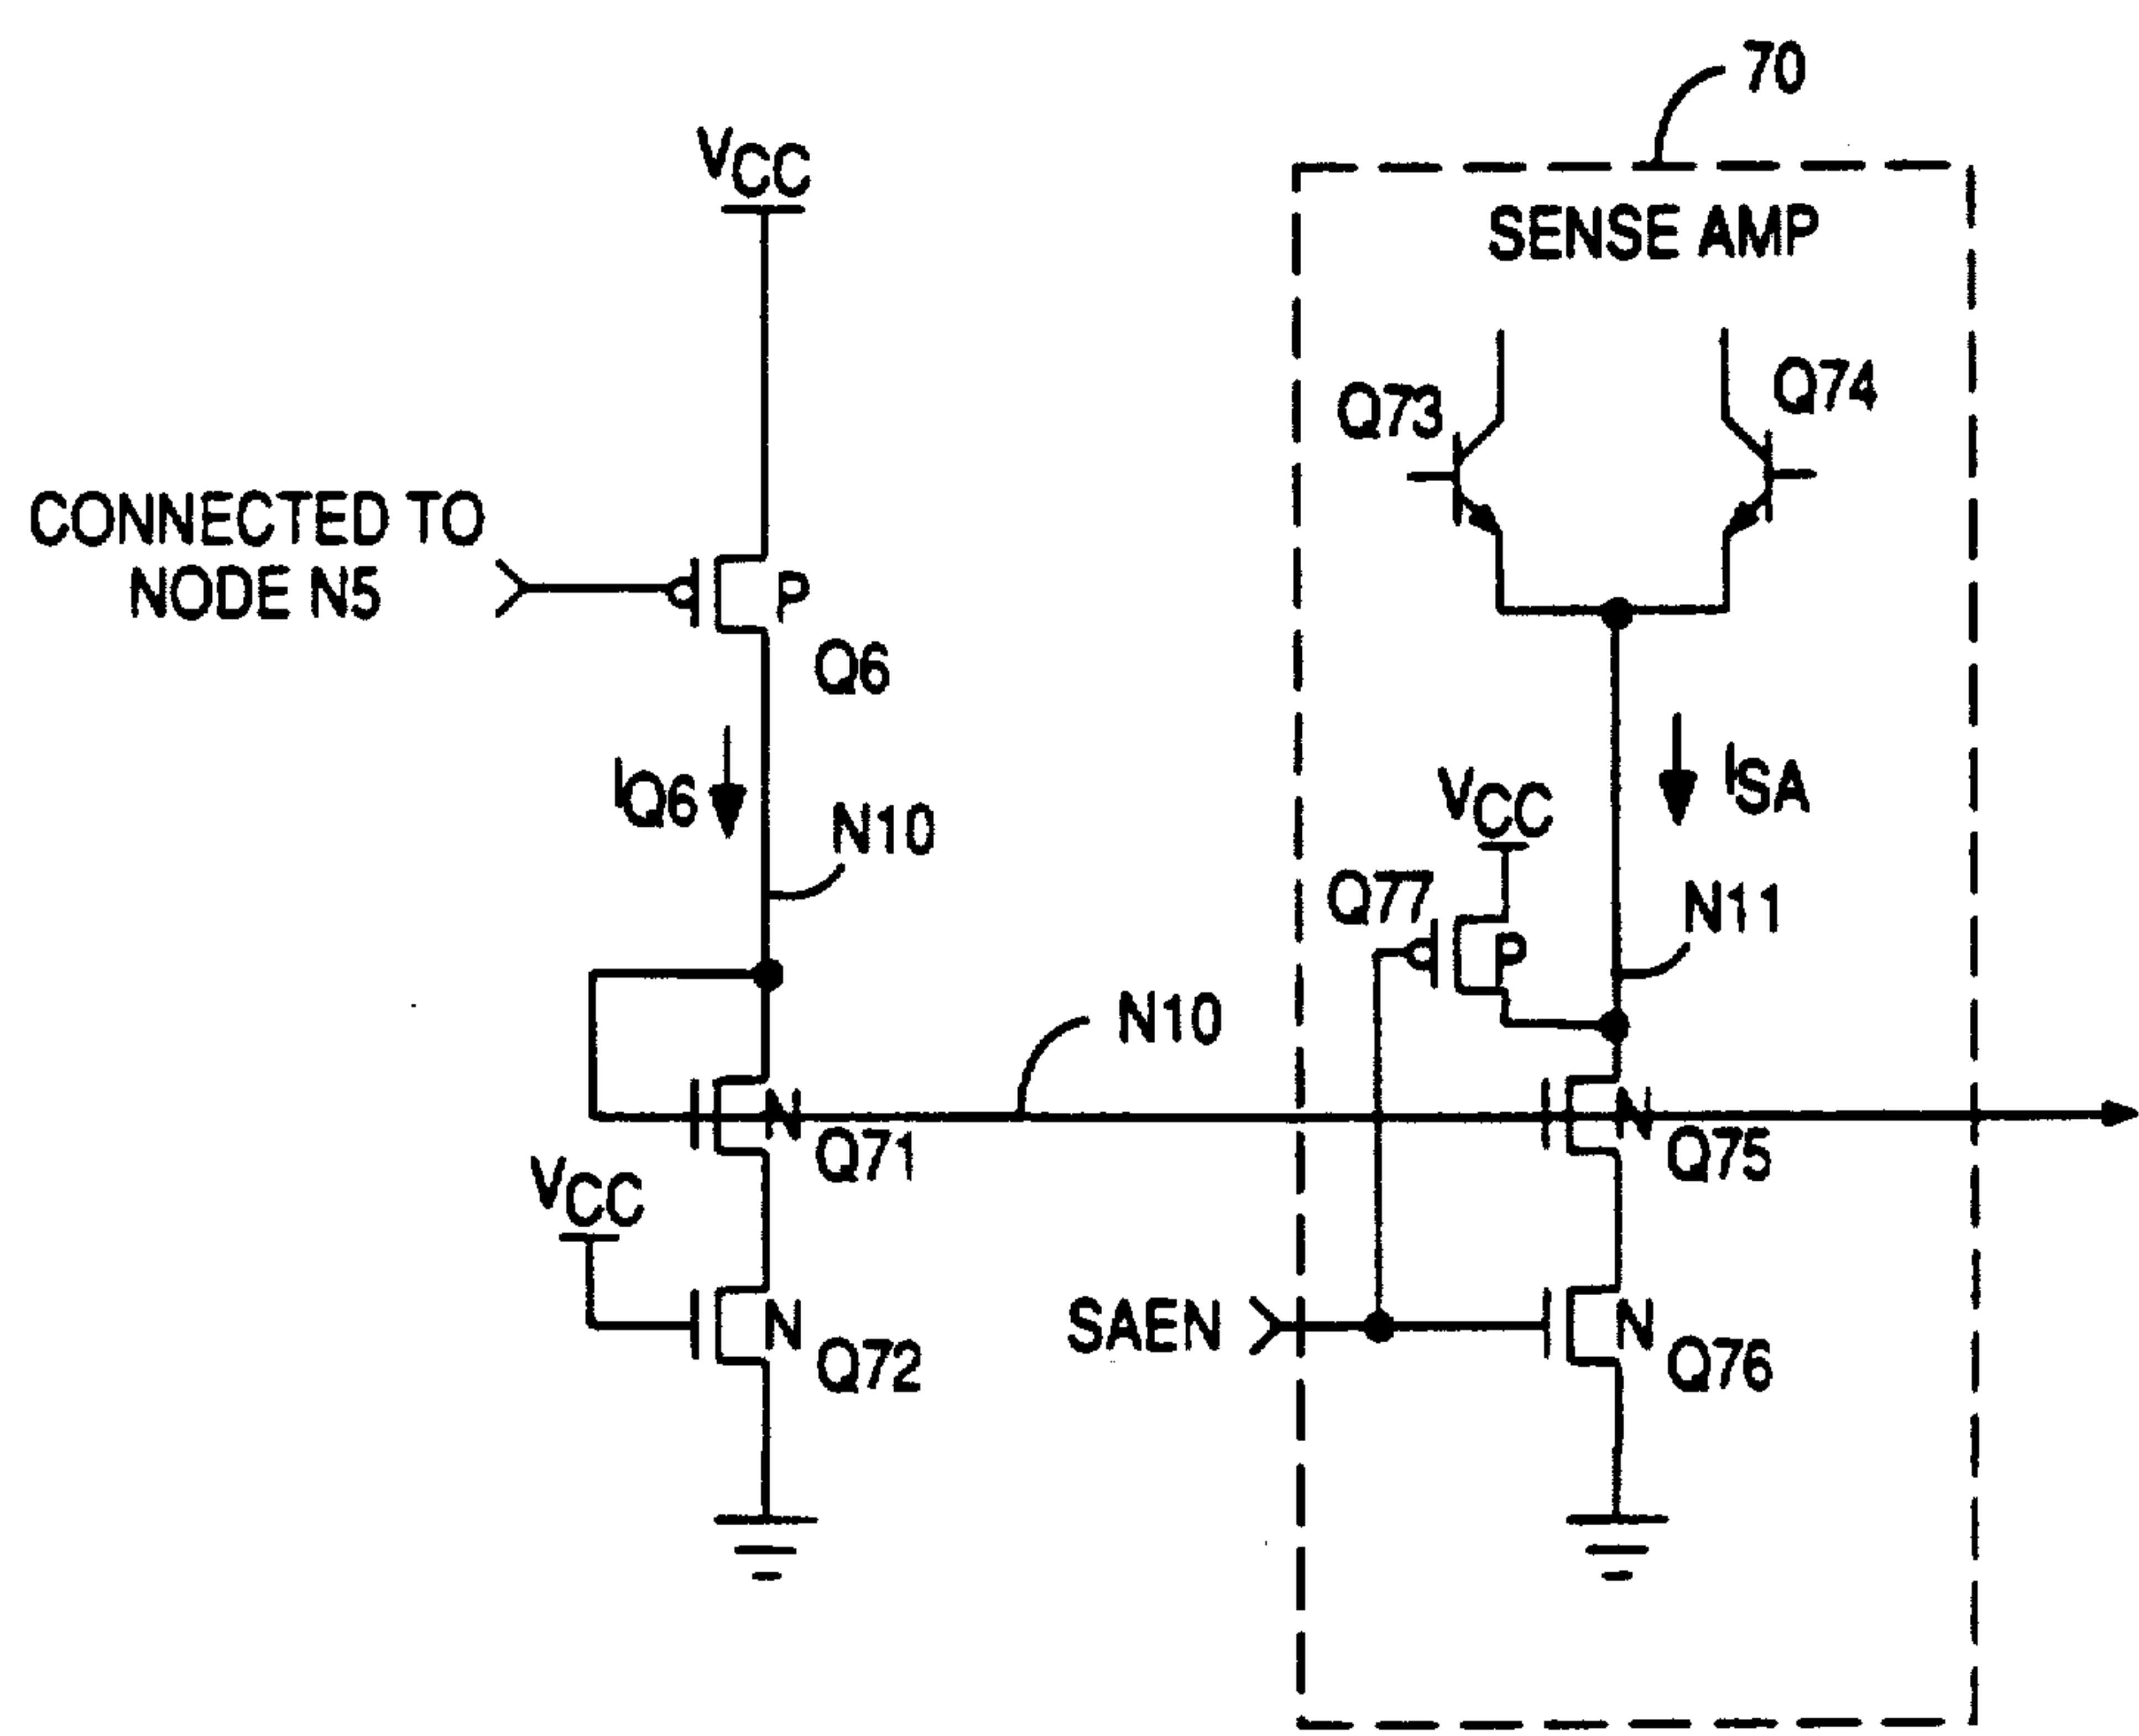 70
VCC
SENSE AMP
Q73
Q74
CONNECTED TO
NODE N5
P
Q6
IQ6
N10
VCC
ISA
Q77
P
N11
N10
N
Q71
N
Q75
VCC
SAEN
N
Q72
N
Q76